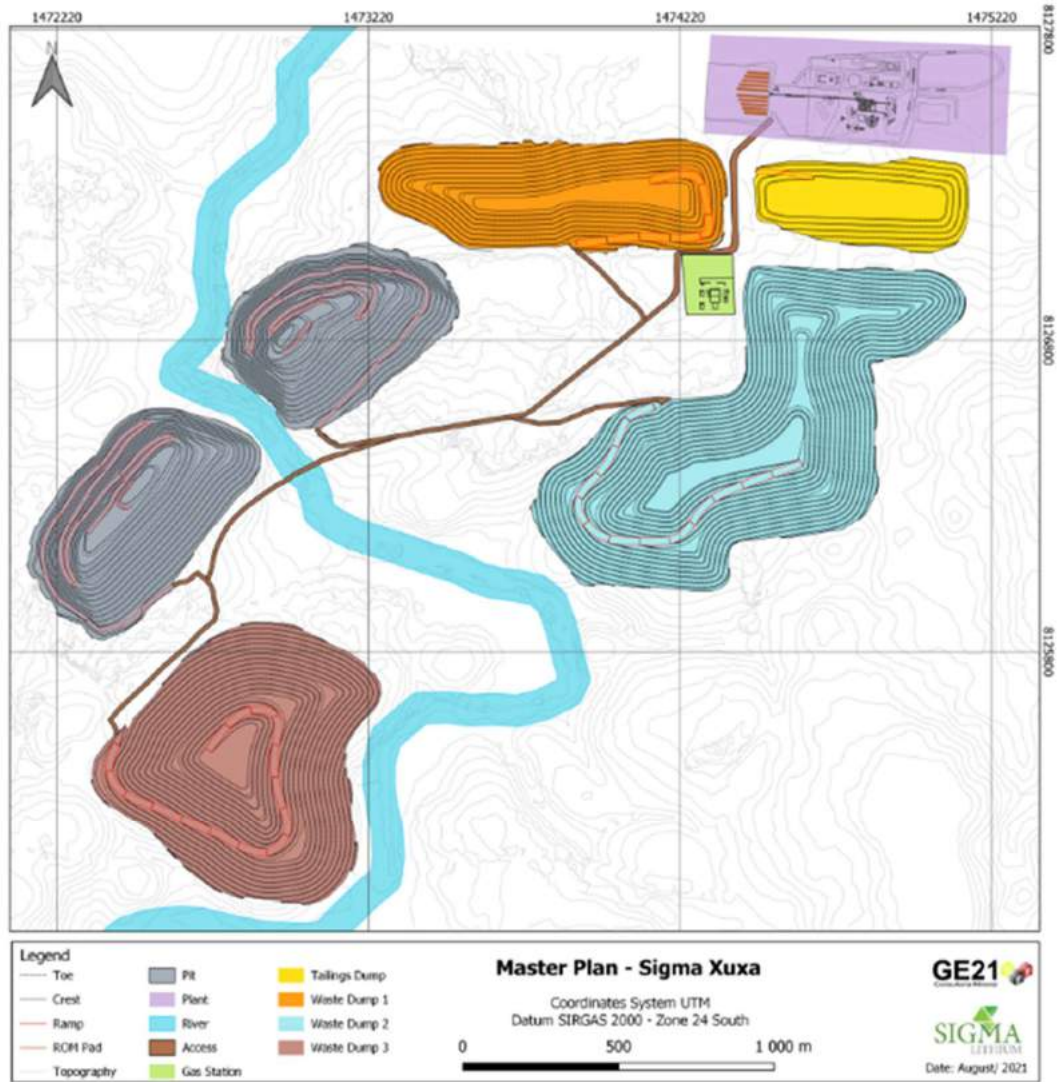 1472220
1473220
1474220
1475220
8127800
N
8126800
8125800
Legend
Toe
Crest
Ramp
ROM Pad
Topography
Pit
Plant
River
Access
Gas Station
Tailings Dump
Waste Dump 1
Waste Dump 2
Waste Dump 3
Master Plan - Sigma Xuxa
Coordinates System UTM
Datum SIRGAS 2000 - Zone 24 South
0 500 1 000 m
GE21
Consultoria Mineral
SIGMA
LITHIUM
Date: August/ 2021